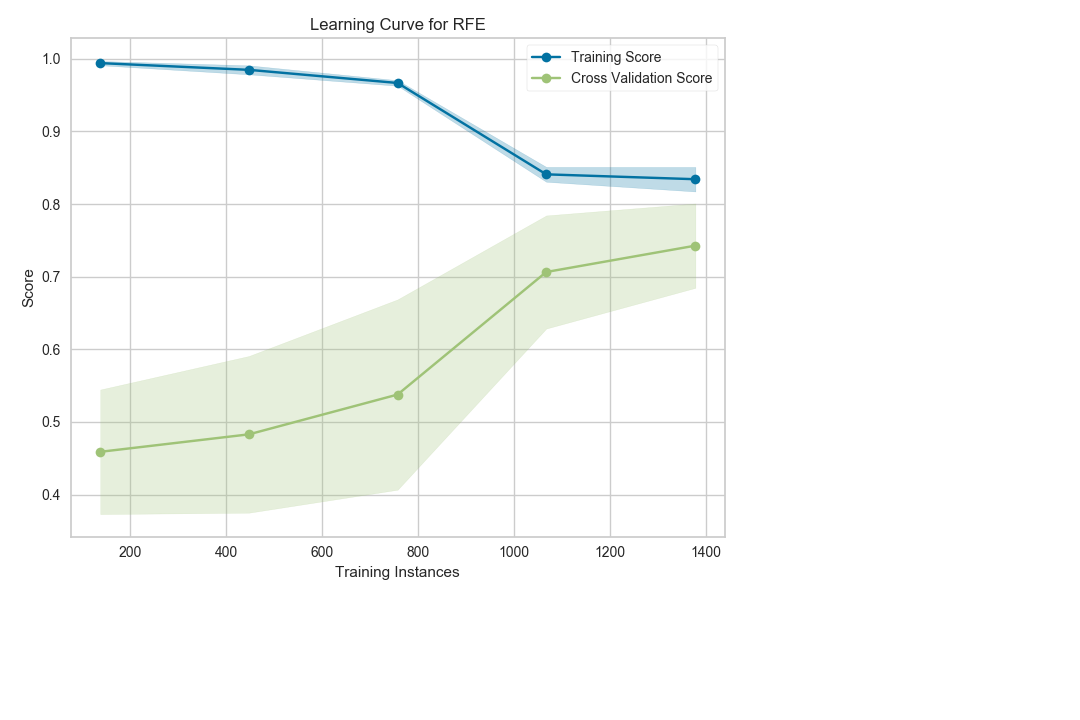 Learning Curve for RFE
Training Score
Cross Validation Score
1.0
0.9
0.8
0.7
0.6
0.5
0.4
Score
200 400 600 800 1000 1200 1400
Training Instances